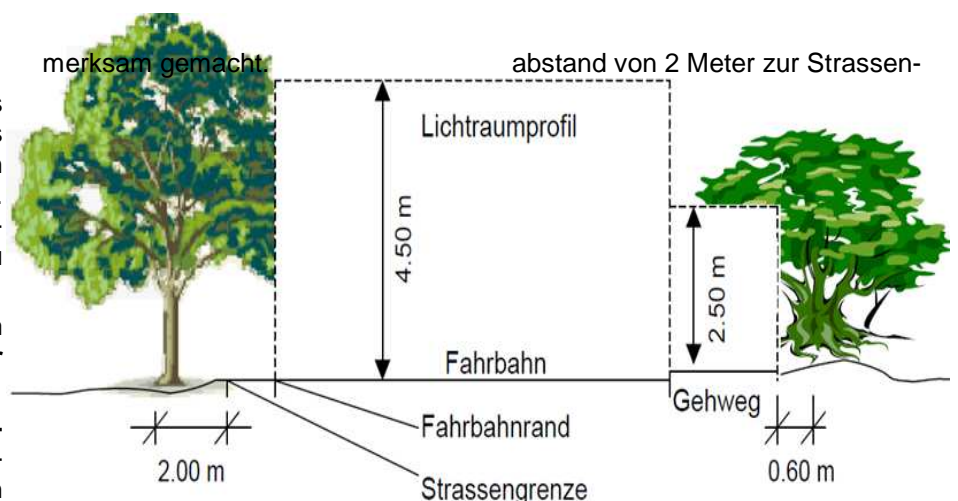 merksam gemacht.
abstand von 2 Meter zur Strassen-
Lichtraumprofil
4.50 m
2.50 m
Fahrbahn
Gehweg
Fahrbahnrand
2.00 m
0.60 m
Strassengrenze